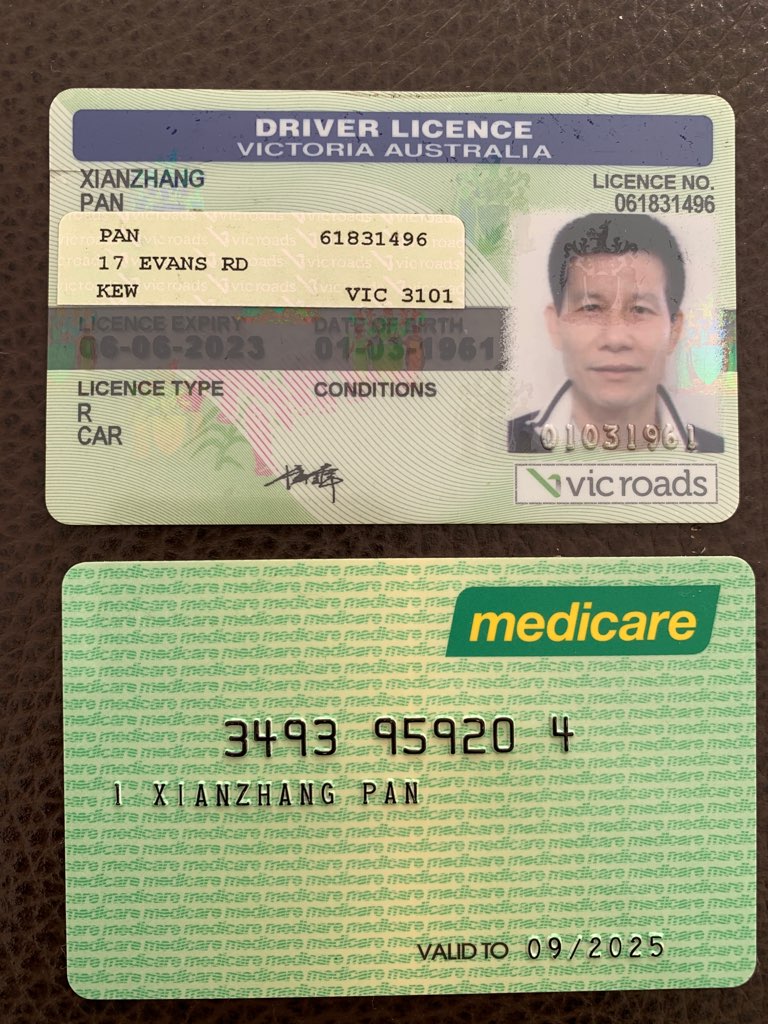 DRIVER LICENCE
VICTORIA AUSTRALIA
XIANZHANG
PAN
LICENCE NO.
061831496
PAN 61831496
17 EVANS RD
KEW VIC 3101
LICENCE EXPIRY DATE OF BIRTH
06-06-2023 01-03-1961
LICENCE TYPE CONDITIONS
R
CAR
01031961
vic roads
medicare
3493 95920 4
1 XIANZHANG PAN
VALID TO 09/2025